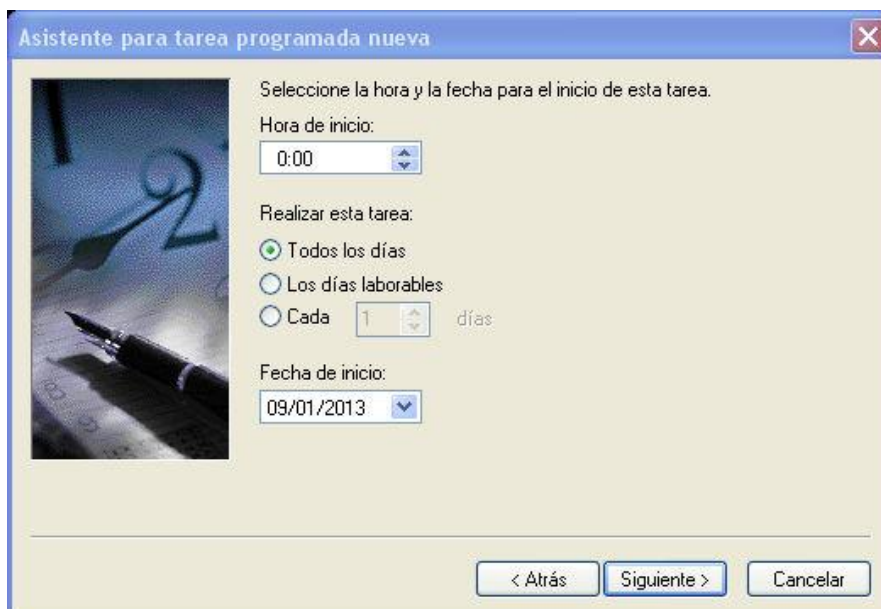 Asistente para tarea programada nueva
Seleccione la hora y la fecha para el inicio de esta tarea.
Hora de inicio:
0:00
Realizar esta tarea:
Todos los días
Los días laborables
Cada 1 días
Fecha de inicio:
09/01/2013
< Atrás Siguiente > Cancelar